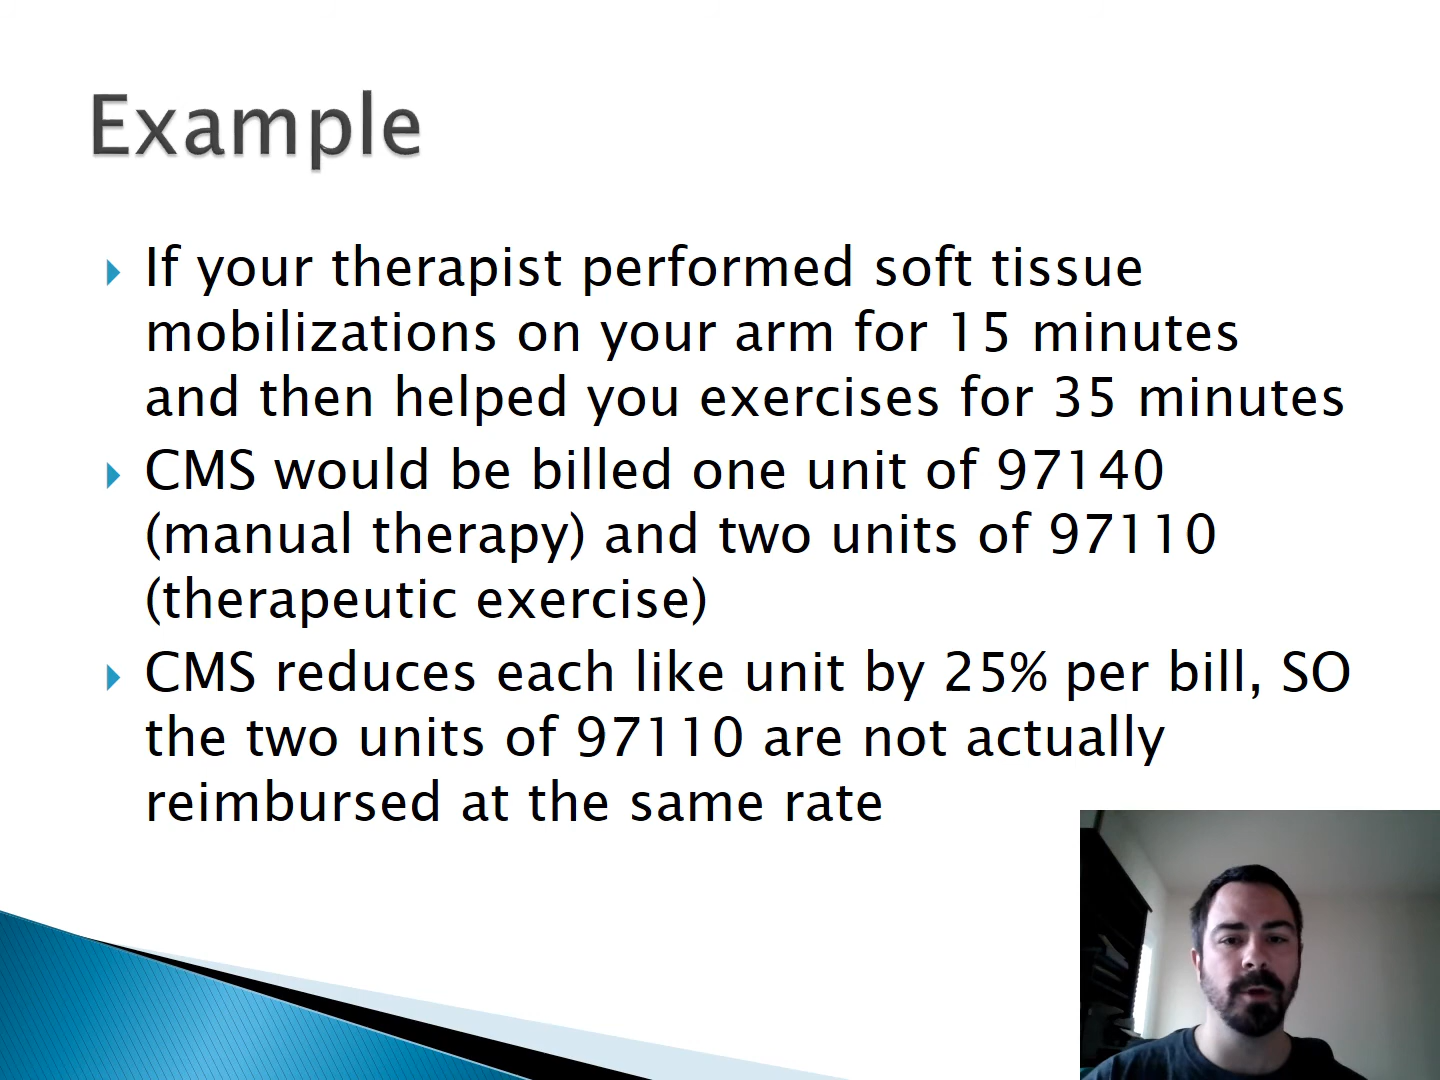 Example
If your therapist performed soft tissue
mobilizations on your arm for 15 minutes
and then helped you exercises for 35 minutes
CMS would be billed one unit of 97140
(manual therapy) and two units of 97110
(therapeutic exercise)
CMS reduces each like unit by 25% per bill, SO
the two units of 97110 are not actually
reimbursed at the same rate